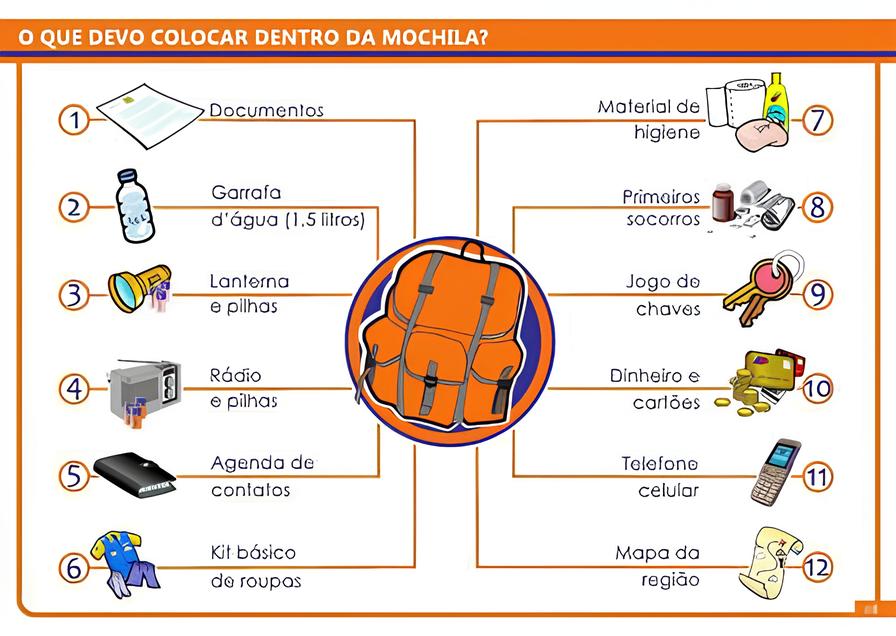 O QUE DEVO COLOCAR DENTRO DA MOCHILA?
1
Documentos
2
Garrafa
d'água (1,5 litros)
3
Lanterna
e pilhas
4
Rádio
e pilhas
5
Agenda de
contatos
6
Kit básico
de roupas
Material de
higiene
7
Primeiros
socorros
8
Jogo de
chaves
9
Dinheiro e
cartões
10
Telefone
celular
11
Mapa da
região
12